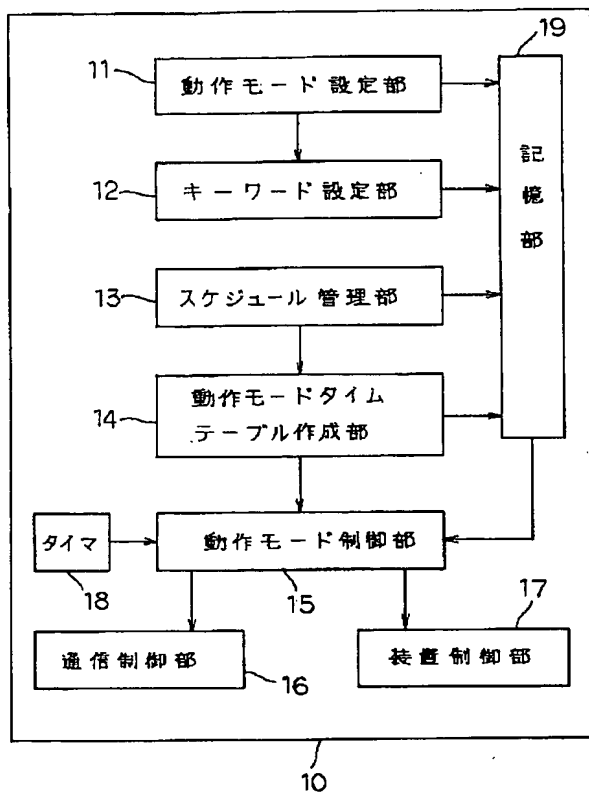 19
11
動作モード設定部
記憶部
12
キーワード設定部
13
スケジュール管理部
14
動作モードタイム
テーブル作成部
タイマ
18
動作モード制御部
15
17
通信制御部
16
装置制御部
10